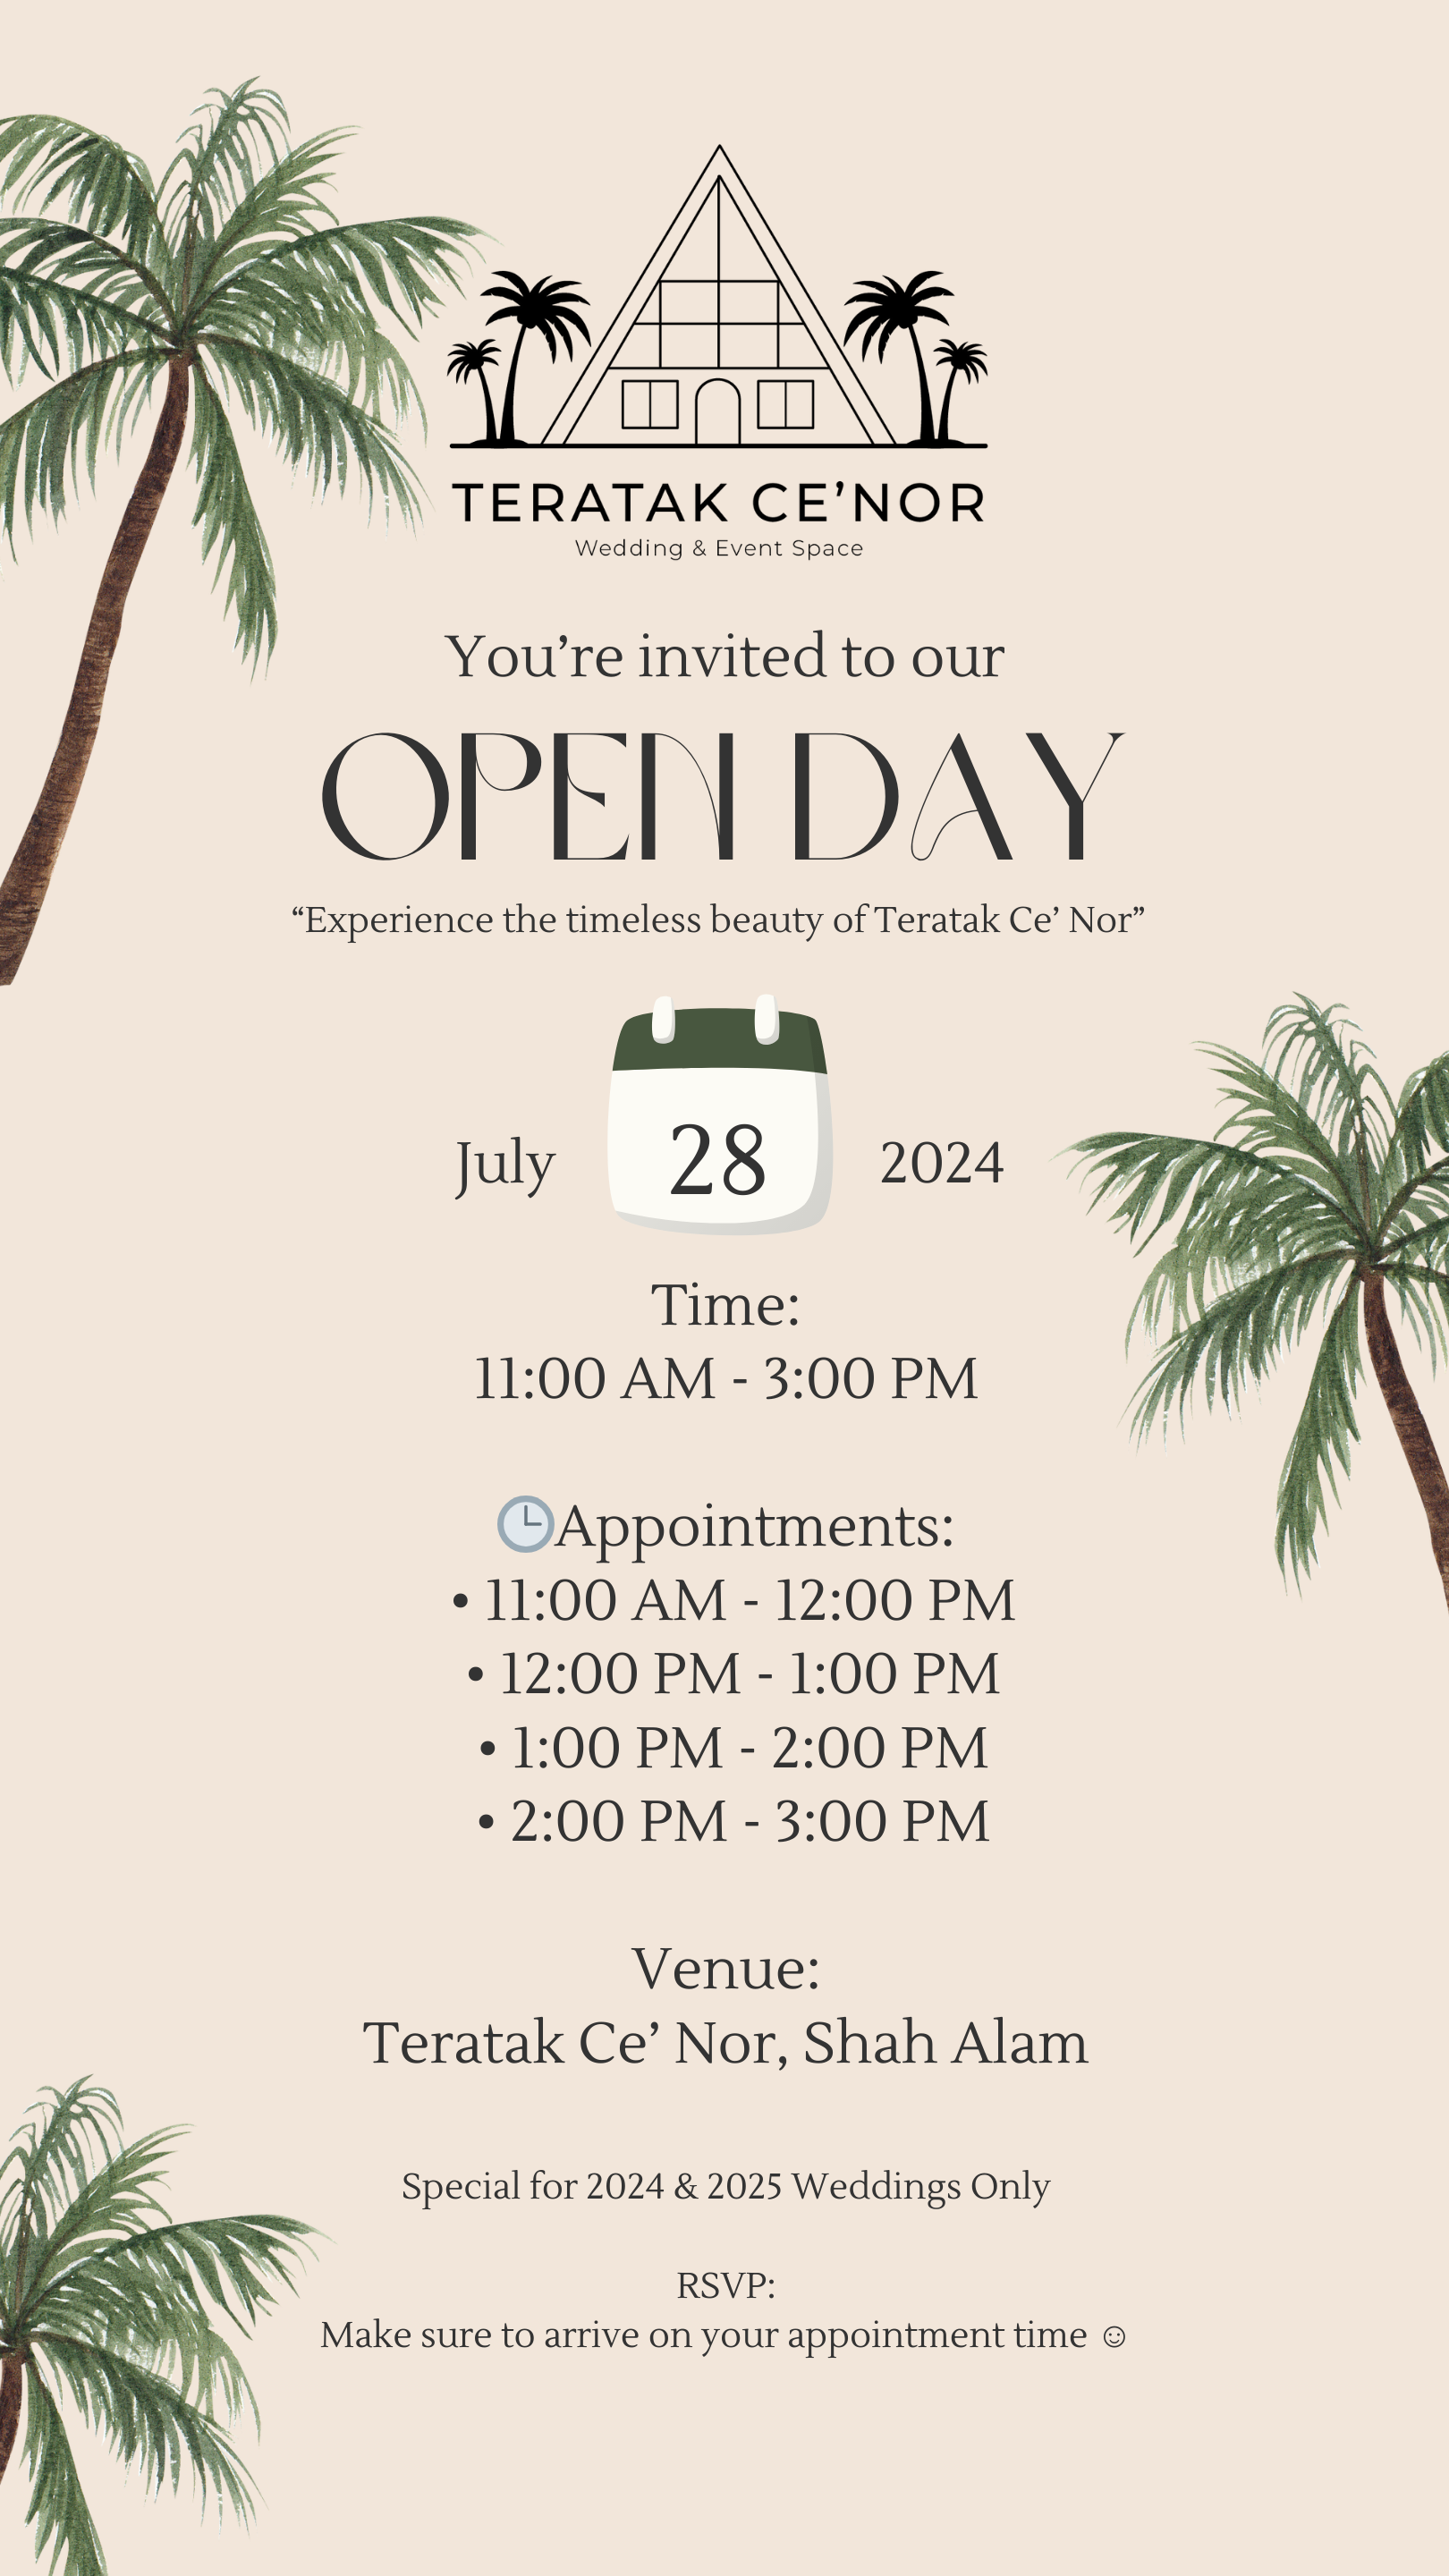 TERATAK CE’NOR
Wedding & Event Space
You’re invited to our
OPEN DAY
“Experience the timeless beauty of Teratak Ce’ Nor”
July 28 2024
Time:
11:00 AM - 3:00 PM
🕒Appointments:
• 11:00 AM - 12:00 PM
• 12:00 PM - 1:00 PM
• 1:00 PM - 2:00 PM
• 2:00 PM - 3:00 PM
Venue:
Teratak Ce’ Nor, Shah Alam
Special for 2024 & 2025 Weddings Only
RSVP:
Make sure to arrive on your appointment time ☺